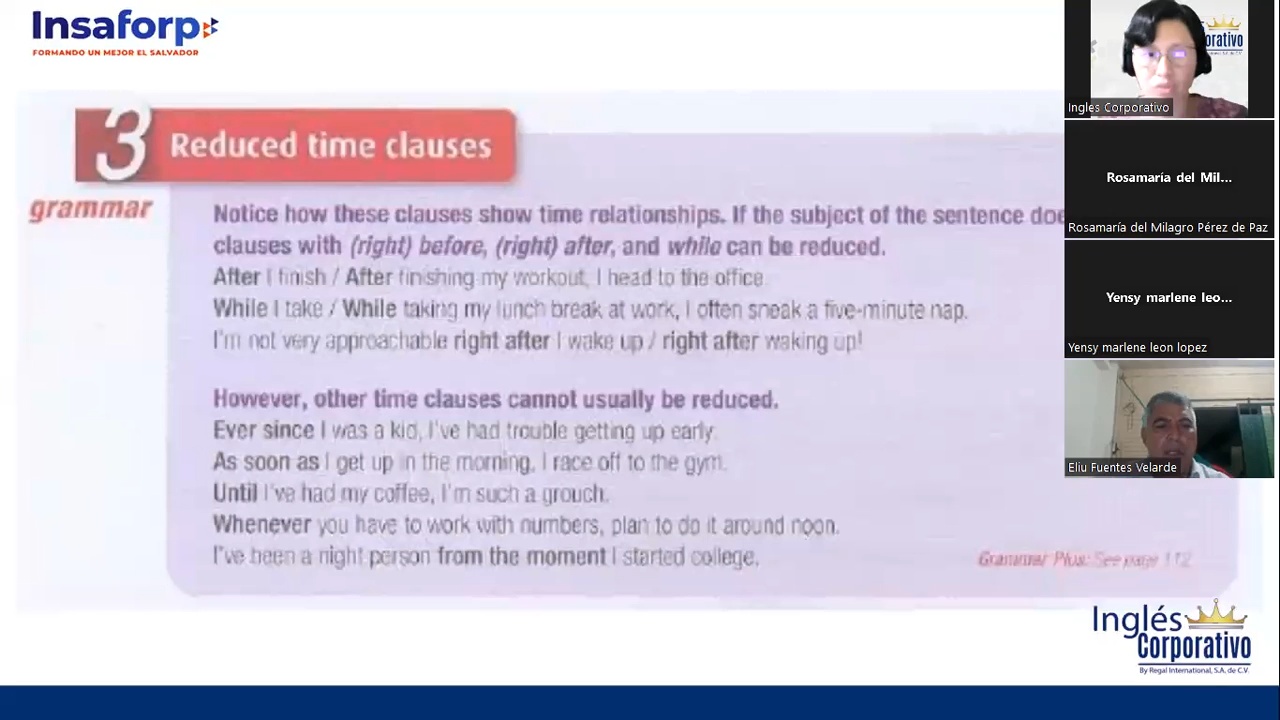 Insaforp
FORMANDO UN MEJOR EL SALVADOR
3 Reduced time clauses
grammar
Notice how these clauses show time relationships. If the subject of the sentence doe
clauses with (right) before, (right) after, and while can be reduced.
After I finish / After finishing my workout, I head to the office.
While I take / While taking my lunch break at work, I often sneak a five-minute nap.
I'm not very approachable right after I wake up / right after waking up!
However, other time clauses cannot usually be reduced.
Ever since I was a kid, I've had trouble getting up early.
As soon as I get up in the morning, I race off to the gym.
Until I've had my coffee, I'm such a grouch.
Whenever you have to work with numbers, plan to do it around noon.
I've been a night person from the moment I started college.
Grammar Plus: See page 112
Inglés
Corporativo
By Regal International, S.A. de C.V.
orativo
Ingles Corporativo
Rosamaría del Mil...
Rosamaría del Milagro Pérez de Paz
Yensy marlene leo...
Yensy marlene leon lopez
Eliu Fuentes Velarde